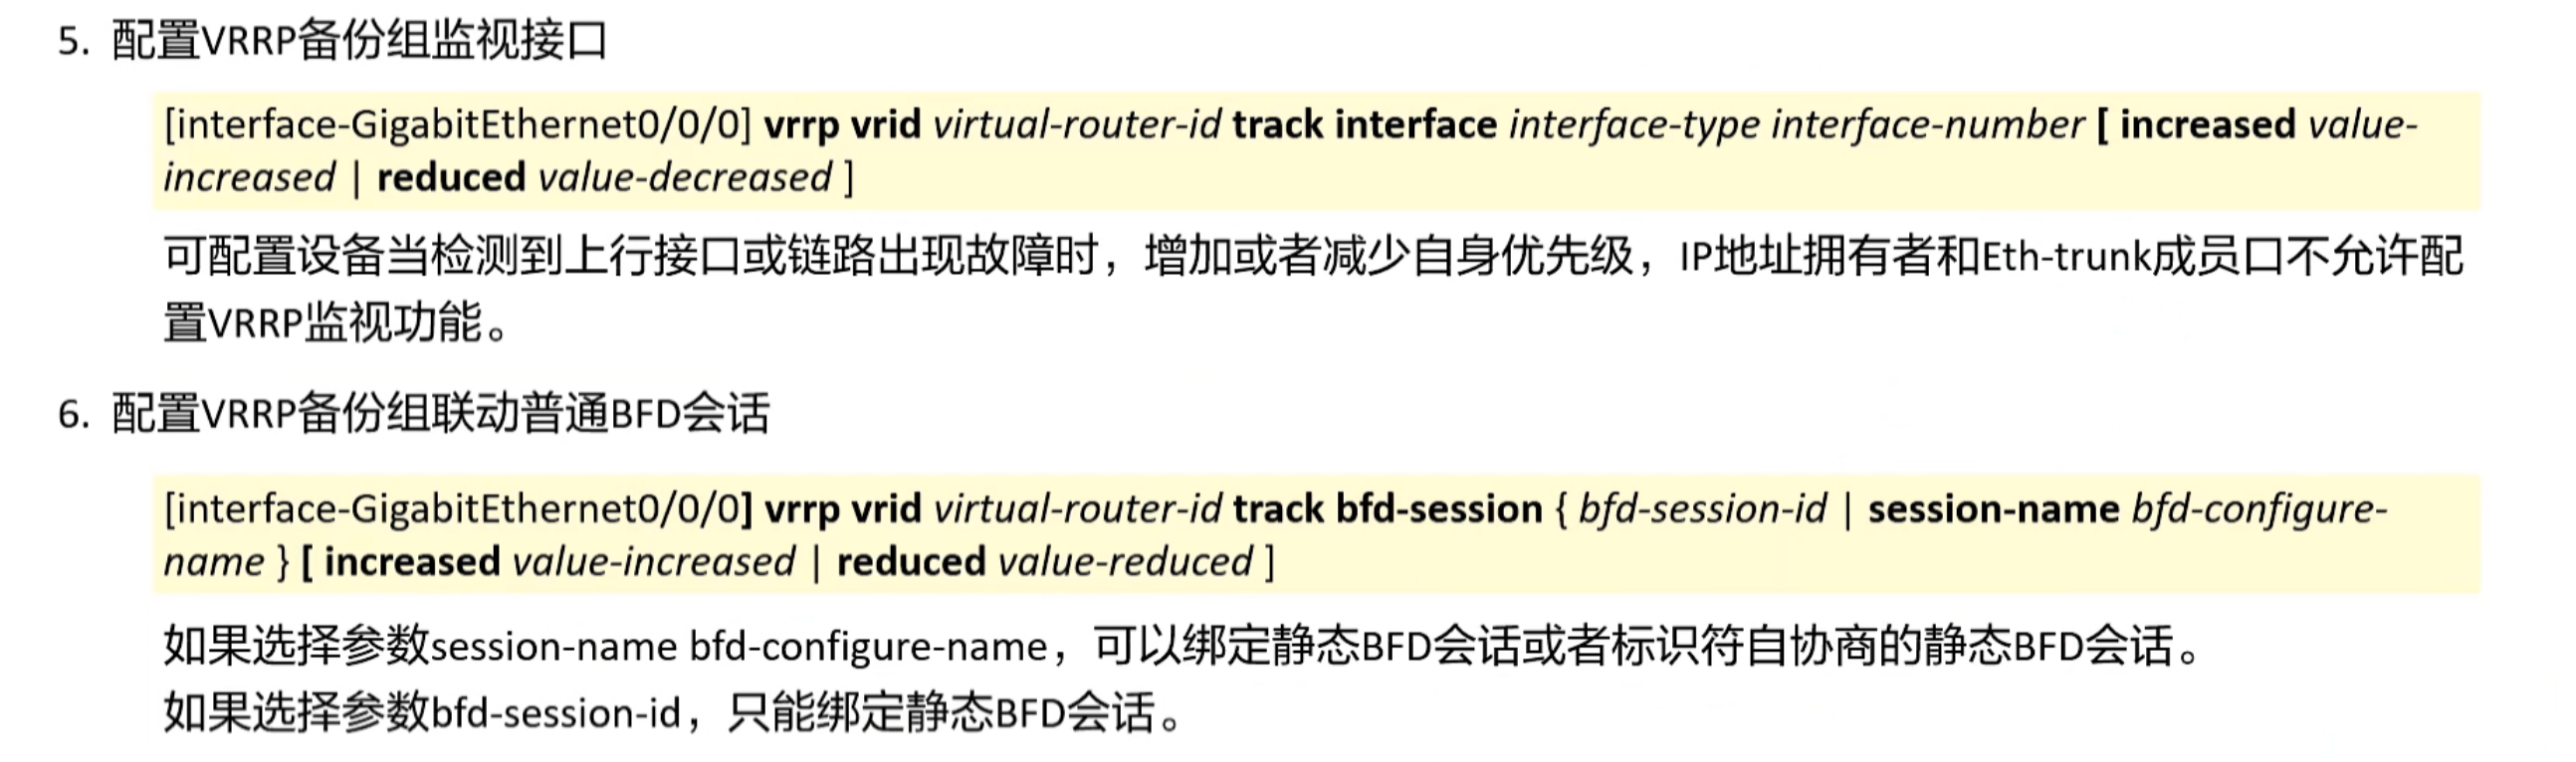 5. 配置VRRP备份组监视接口
[interface-GigabitEthernet0/0/0] vrrp vrid virtual-router-id track interface interface-type interface-number [ increased value-
increased | reduced value-decreased ]
可配置设备当检测到上行接口或链路出现故障时，增加或者减少自身优先级，IP地址拥有者和Eth-trunk成员口不允许配
置VRRP监视功能。
6. 配置VRRP备份组联动普通BFD会话
[interface-GigabitEthernet0/0/0] vrrp vrid virtual-router-id track bfd-session { bfd-session-id | session-name bfd-configure-
name } [ increased value-increased | reduced value-reduced ]
如果选择参数session-name bfd-configure-name，可以绑定静态BFD会话或者标识符自协商的静态BFD会话。
如果选择参数bfd-session-id，只能绑定静态BFD会话。